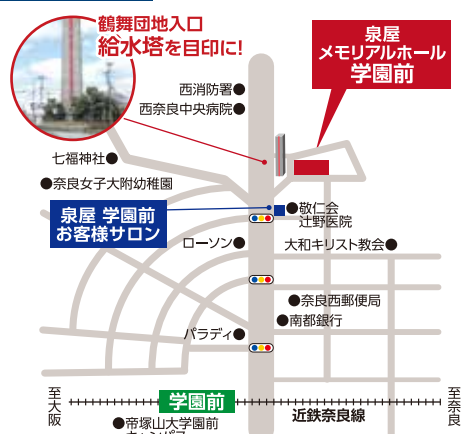 鶴舞団地入口
給水塔を目印に!
泉屋
メモリアルホール
学園前
西消防署
西奈良中央病院
七福神社
奈良女子大附幼稚園
泉屋 学園前
お客様サロン
敬仁会
辻野医院
ローソン
大和キリスト教会
奈良西郵便局
南都銀行
パラディ
至大阪
学園前
近鉄奈良線
至奈良
帝塚山大学園前
キャンパス